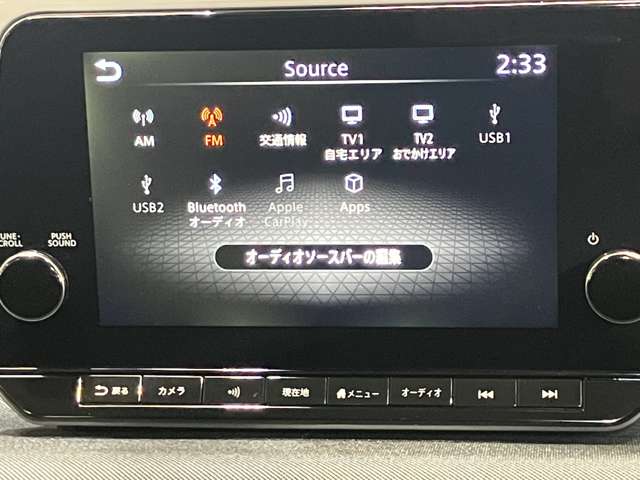 Source
2:33
AM
FM
交通情報
TV1
自宅エリア
TV2
おでかけエリア
USB1
USB2
Bluetooth
オーディオ
Apple
CarPlay
Apps
オーディオソースバーの編集
TUNE・
SCROLL
PUSH
SOUND
戻る
カメラ
現在地
メニュー
オーディオ